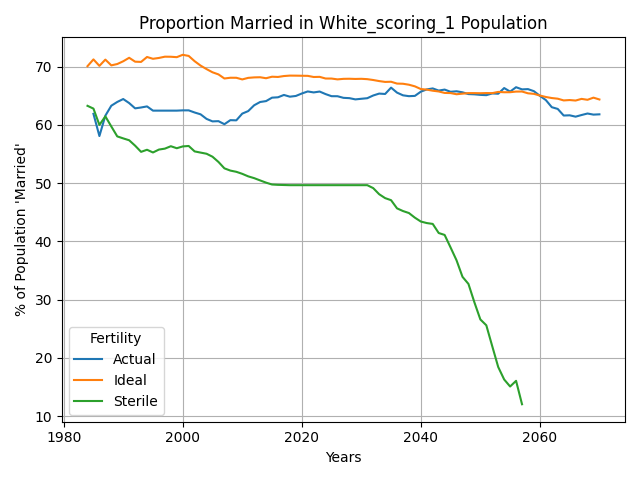 Proportion Married in White_scoring_1 Population
% of Population 'Married'
70
60
50
40
30
20
10
Fertility
Actual
Ideal
Sterile
1980
2000
2020
2040
2060
Years